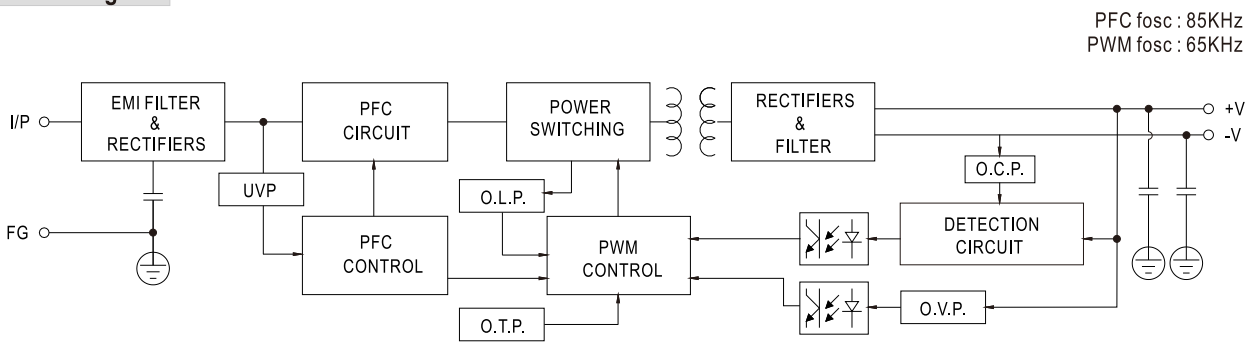 PFC fosc : 85KHz
PWM fosc : 65KHz
I/P
EMI FILTER
&
RECTIFIERS
PFC
CIRCUIT
POWER
SWITCHING
RECTIFIERS
&
FILTER
+V
-V
UVP
O.L.P.
O.C.P.
FG
PFC
CONTROL
PWM
CONTROL
DETECTION
CIRCUIT
O.T.P.
O.V.P.